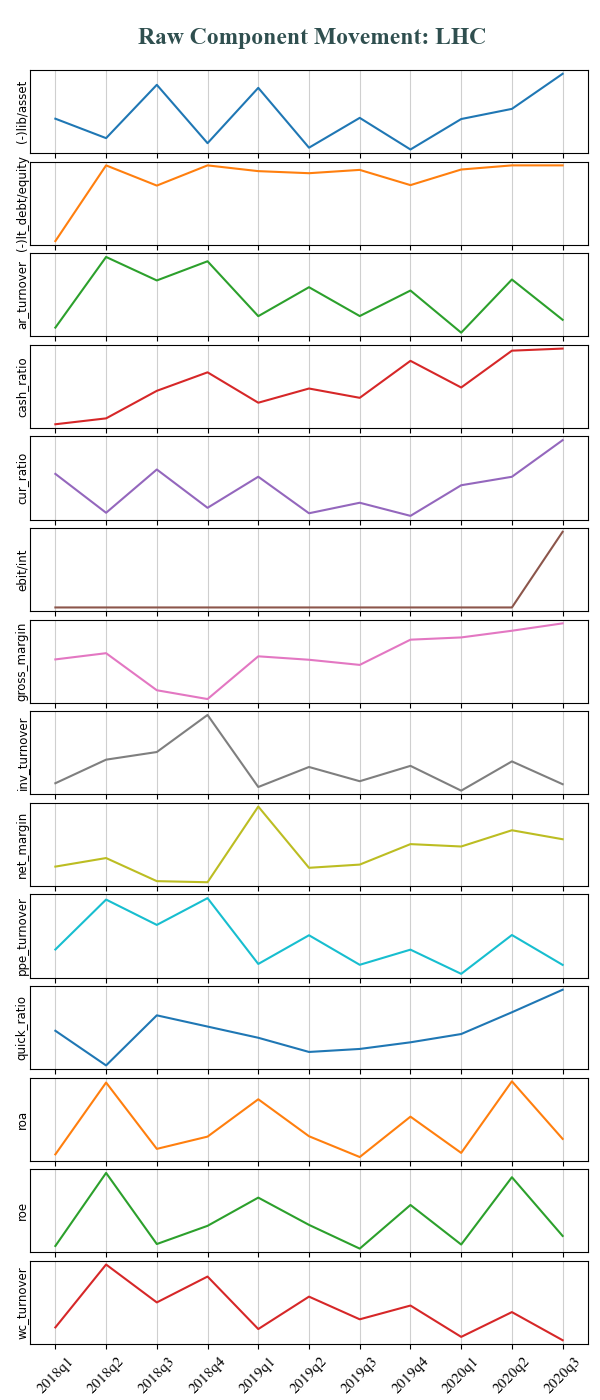 Raw Component Movement: LHC
(-)lib/asset
(-)lt_debt/equity
ar_turnover
cash_ratio
cur_ratio
ebit/int
gross_margin
inv_turnover
net_margin
ppe_turnover
quick_ratio
roa
roe
wc_turnover
2018q1 2018q2 2018q3 2018q4 2019q1 2019q2 2019q3 2019q4 2020q1 2020q2 2020q3